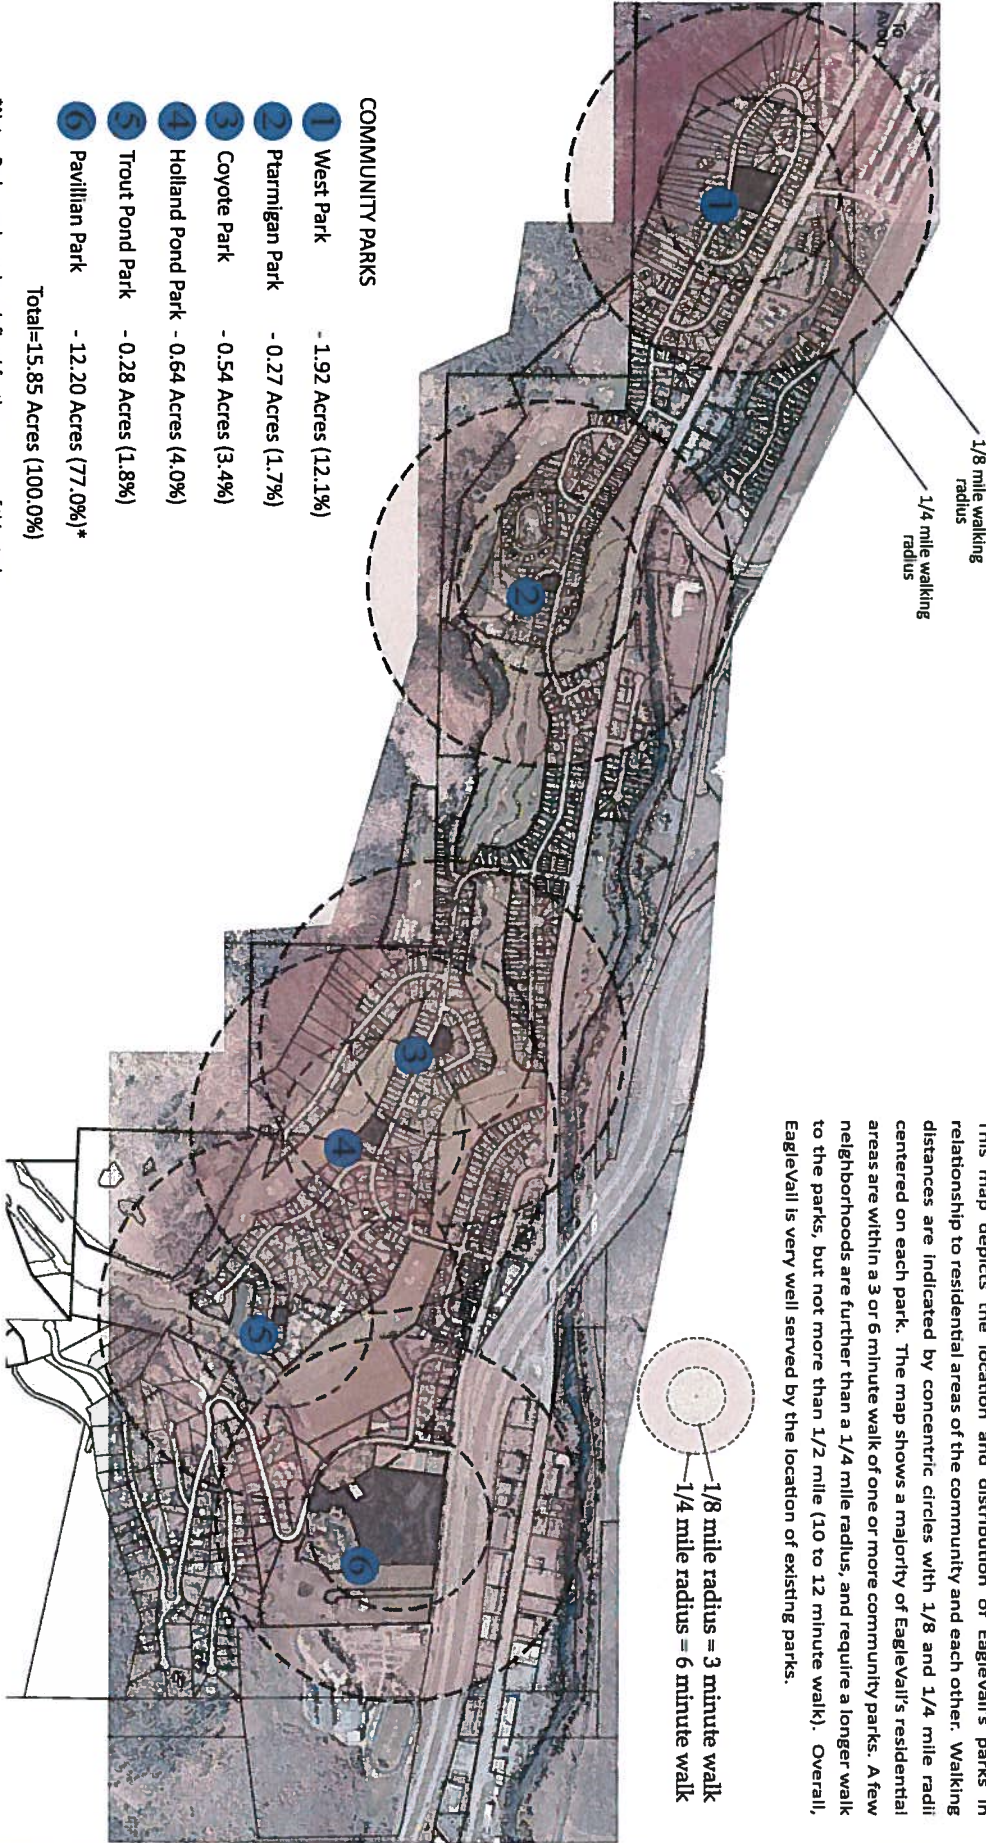 This map depicts the location and distribution of EagleVail's parks in
relationship to residential areas of the community and each other. Walking
distances are indicated by concentric circles with 1/8 and 1/4 mile radii
centered on each park. The map shows a majority of EagleVail's residential
areas are within a 3 or 6 minute walk of one or more community parks. A few
neighborhoods are further than a 1/4 mile radius, and require a longer walk
to the parks, but not more than 1/2 mile (10 to 12 minute walk). Overall,
EagleVail is very well served by the location of existing parks.
1/8 mile radius = 3 minute walk
1/4 mile radius = 6 minute walk
1/8 mile walking
radius
1/4 mile walking
radius
To
Avon
1
2
3
4
5
6
COMMUNITY PARKS
1 West Park - 1.92 Acres (12.1%)
2 Ptarmigan Park - 0.27 Acres (1.7%)
3 Coyote Park - 0.54 Acres (3.4%)
4 Holland Pond Park - 0.64 Acres (4.0%)
5 Trout Pond Park - 0.28 Acres (1.8%)
6 Pavillian Park - 12.20 Acres (77.0%)*
Total=15.85 Acres (100.0%)